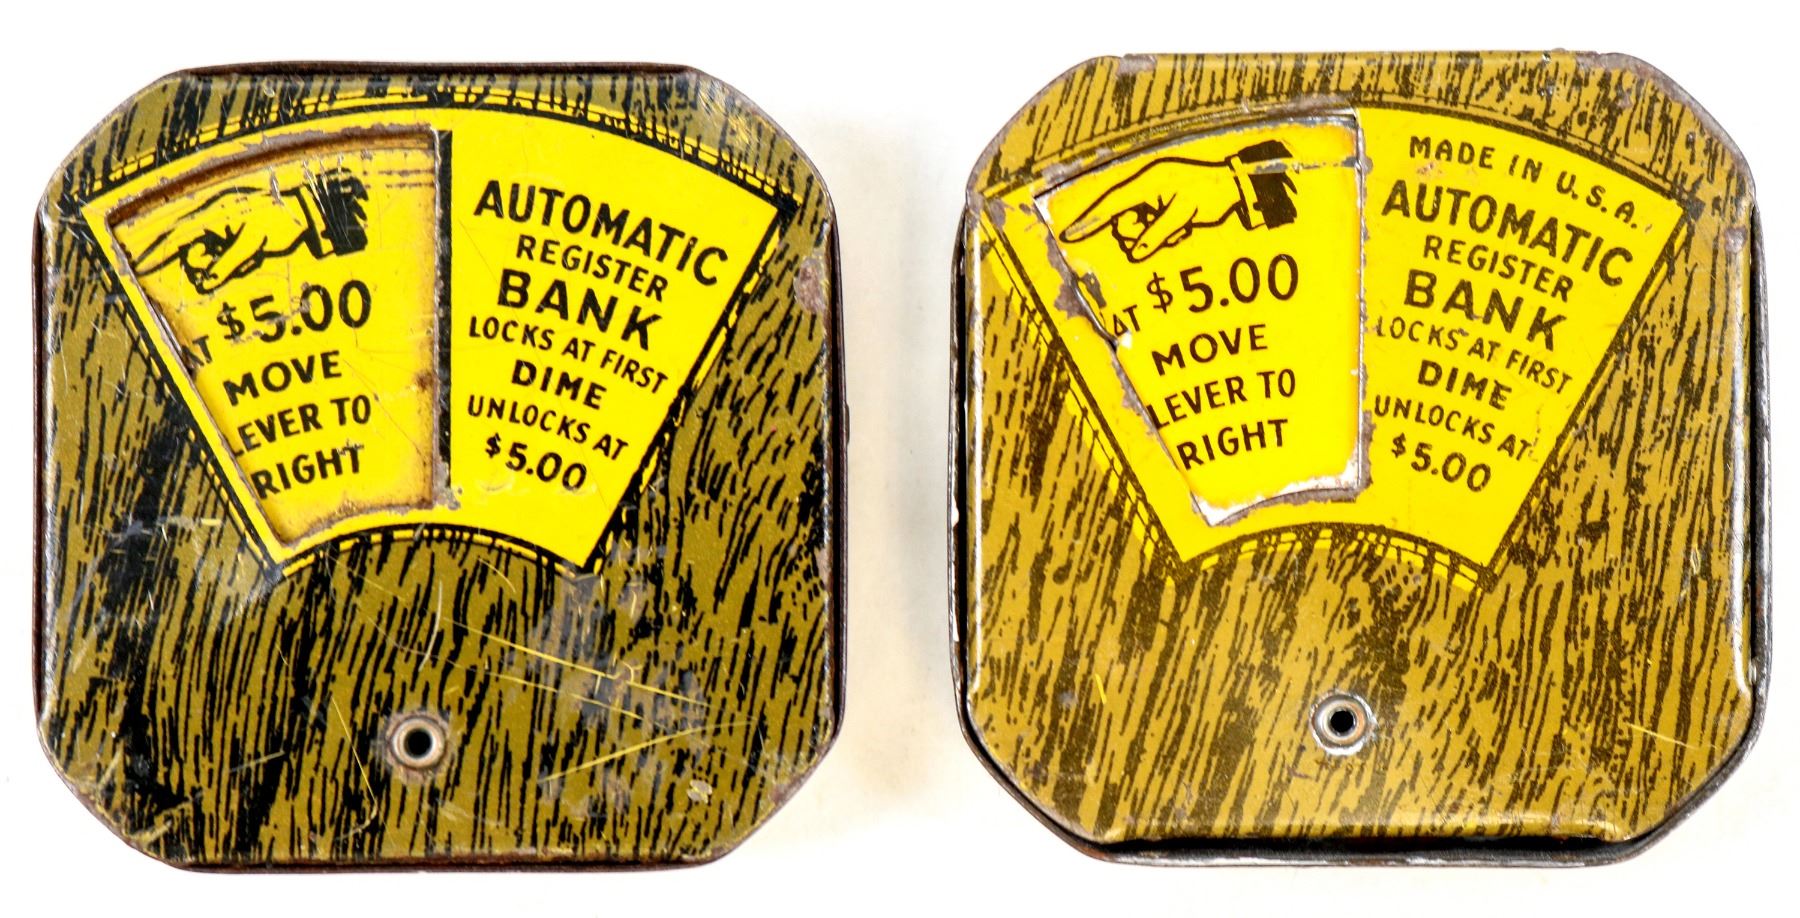 AT $5.00
MOVE
LEVER TO
RIGHT
AUTOMATIC
REGISTER
BANK
LOCKS AT FIRST
DIME
UNLOCKS AT
$5.00
AT $5.00
MOVE
LEVER TO
RIGHT
MADE IN U.S.A.
AUTOMATIC
REGISTER
BANK
LOCKS AT FIRST
DIME
UNLOCKS AT
$5.00